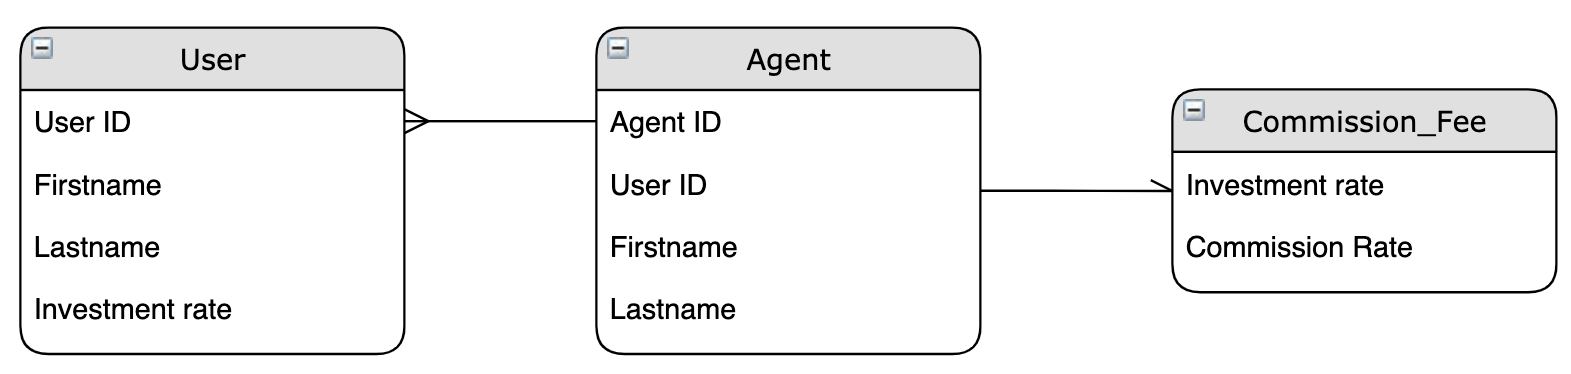 User
User ID
Firstname
Lastname
Investment rate
Agent
Agent ID
User ID
Firstname
Lastname
Commission_Fee
Investment rate
Commission Rate